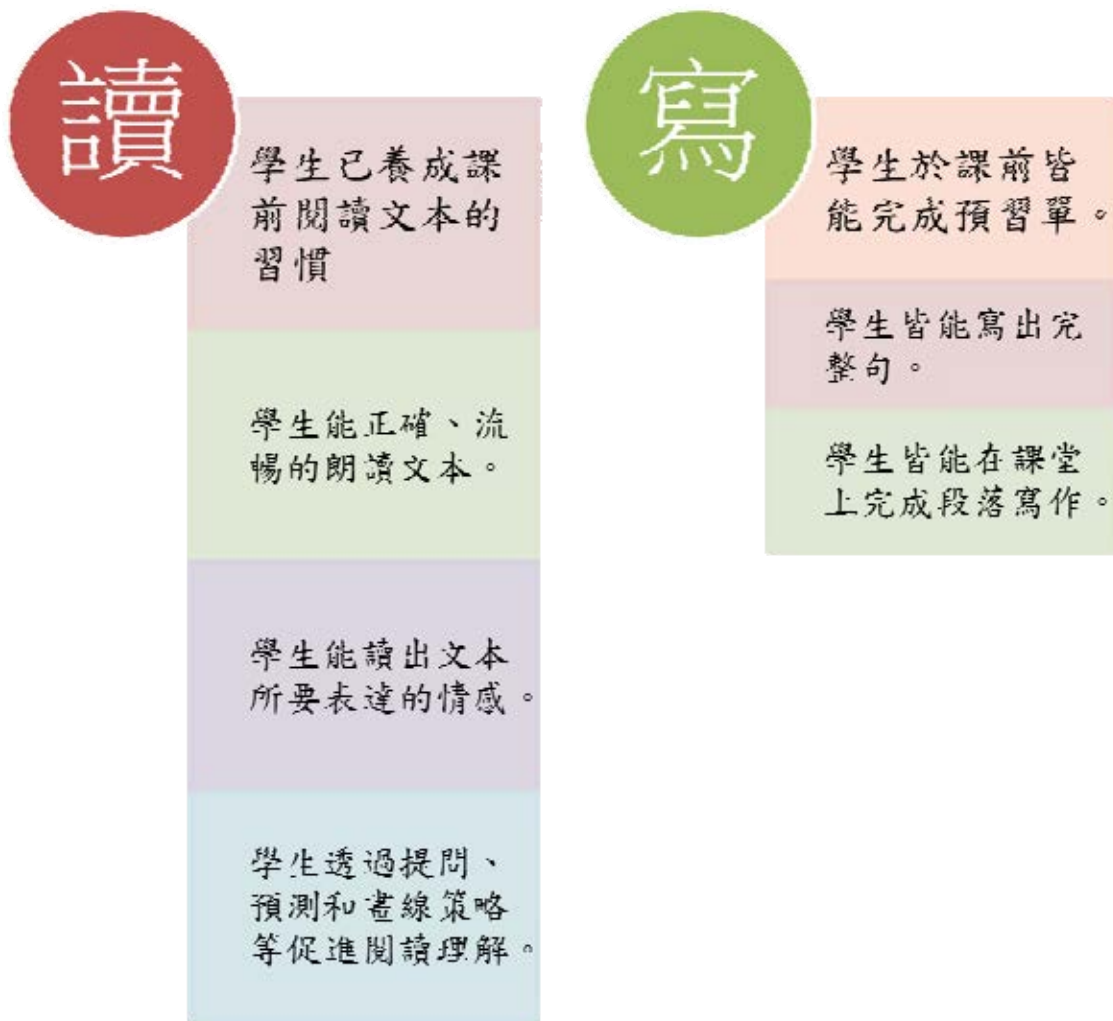 讀
學生已養成課
前閱讀文本的
習慣
學生能正確、流
暢的朗讀文本。
學生能讀出文本
所要表達的情感。
學生透過提問、
預測和畫線策略
等促進閱讀理解。
寫
學生於課前皆
能完成預習單。
學生皆能寫出完
整句。
學生皆能在課堂
上完成段落寫作。